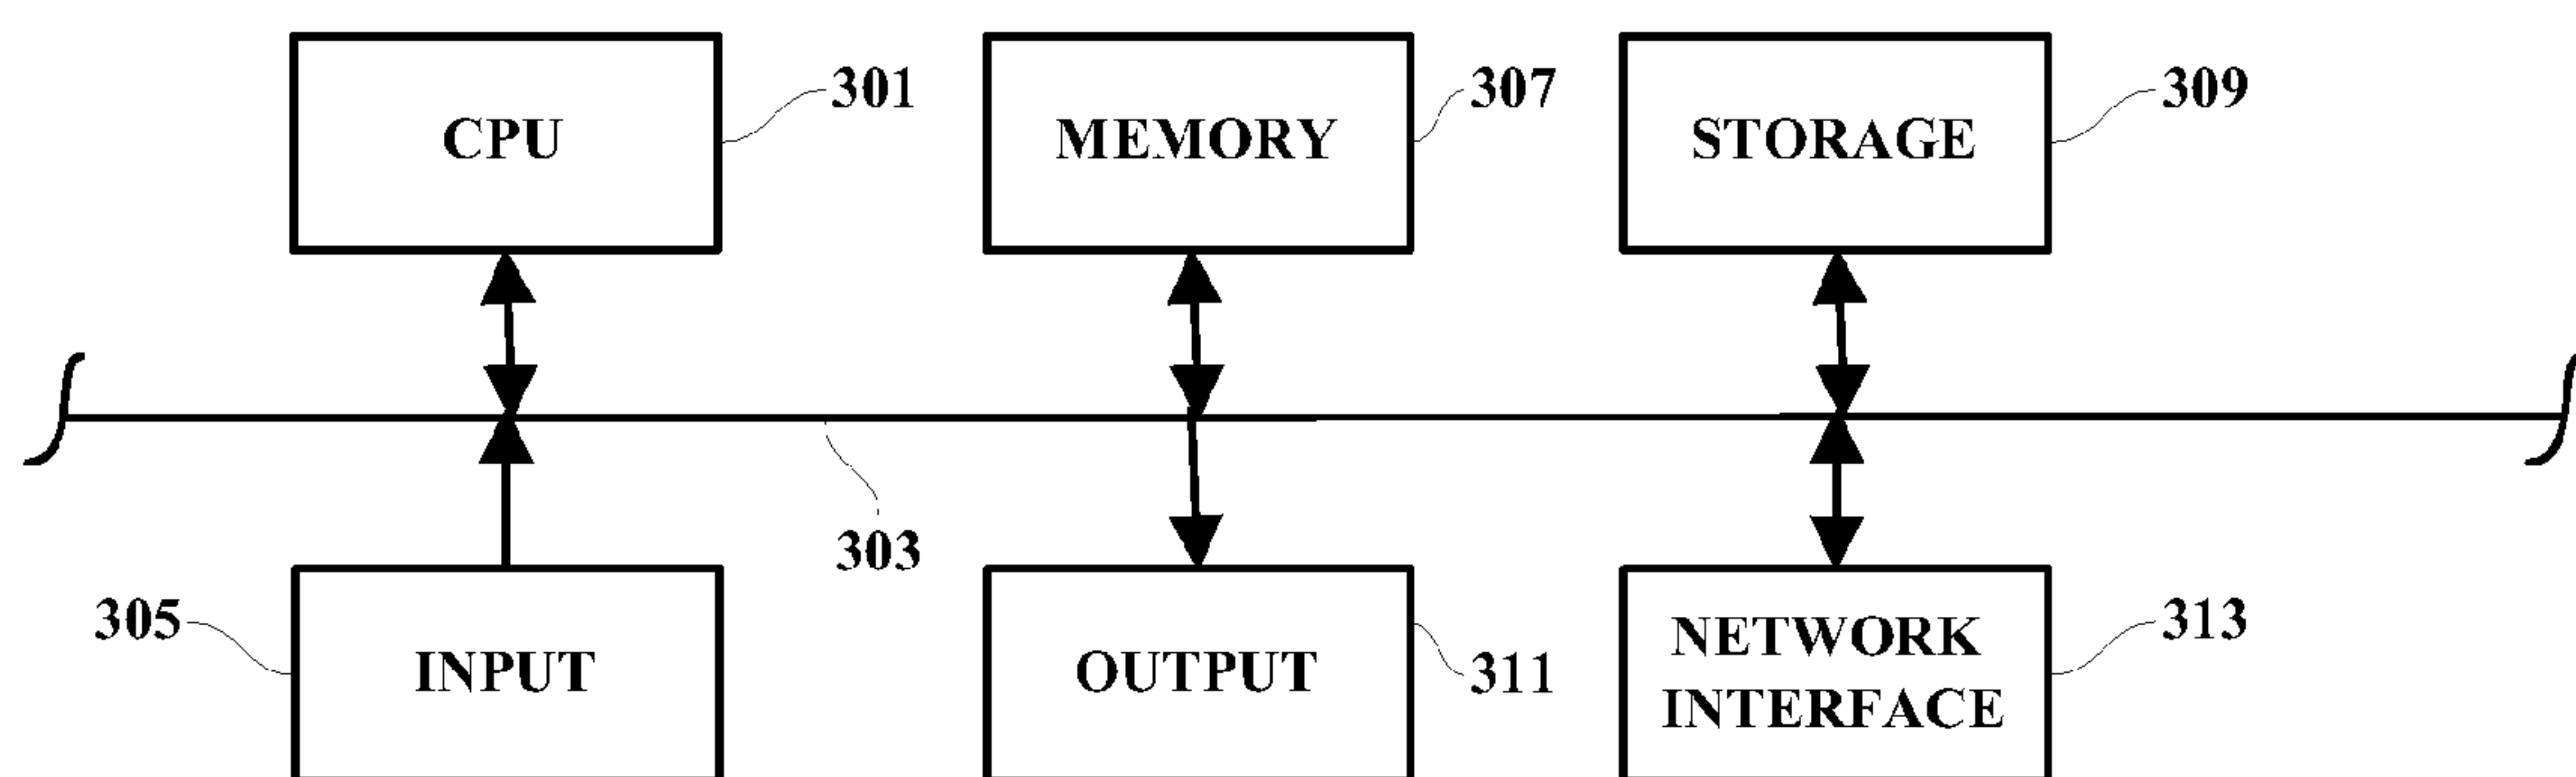 CPU
301
MEMORY
307
STORAGE
309
303
305
INPUT
OUTPUT
311
NETWORK
INTERFACE
313